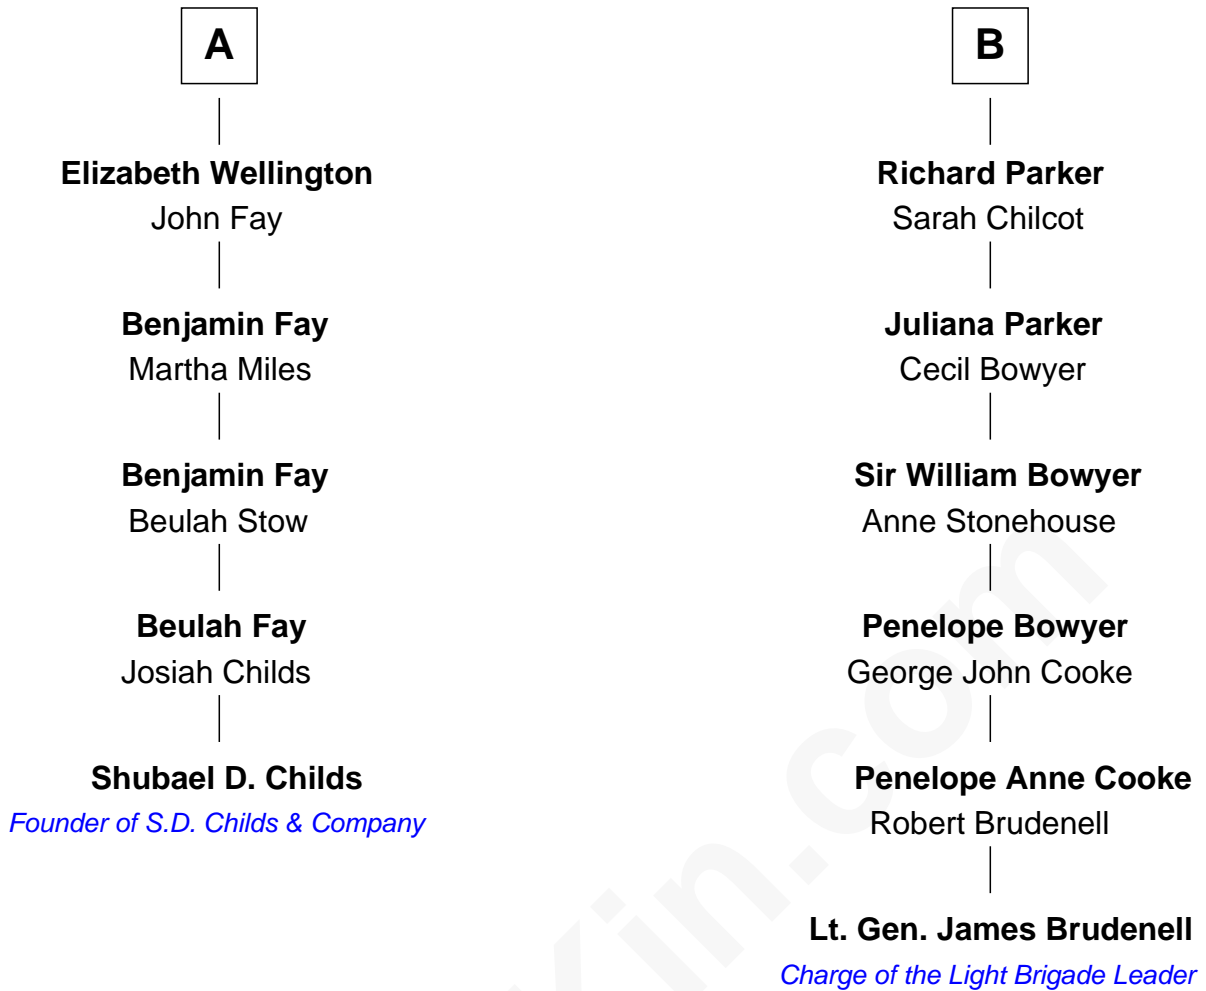 A
Elizabeth Wellington
John Fay
Benjamin Fay
Martha Miles
Benjamin Fay
Beulah Stow
Beulah Fay
Josiah Childs
Shubael D. Childs
Founder of S.D. Childs & Company
B
Richard Parker
Sarah Chilcot
Juliana Parker
Cecil Bowyer
Sir William Bowyer
Anne Stonehouse
Penelope Bowyer
George John Cooke
Penelope Anne Cooke
Robert Brudenell
Lt. Gen. James Brudenell
Charge of the Light Brigade Leader
Kin.com